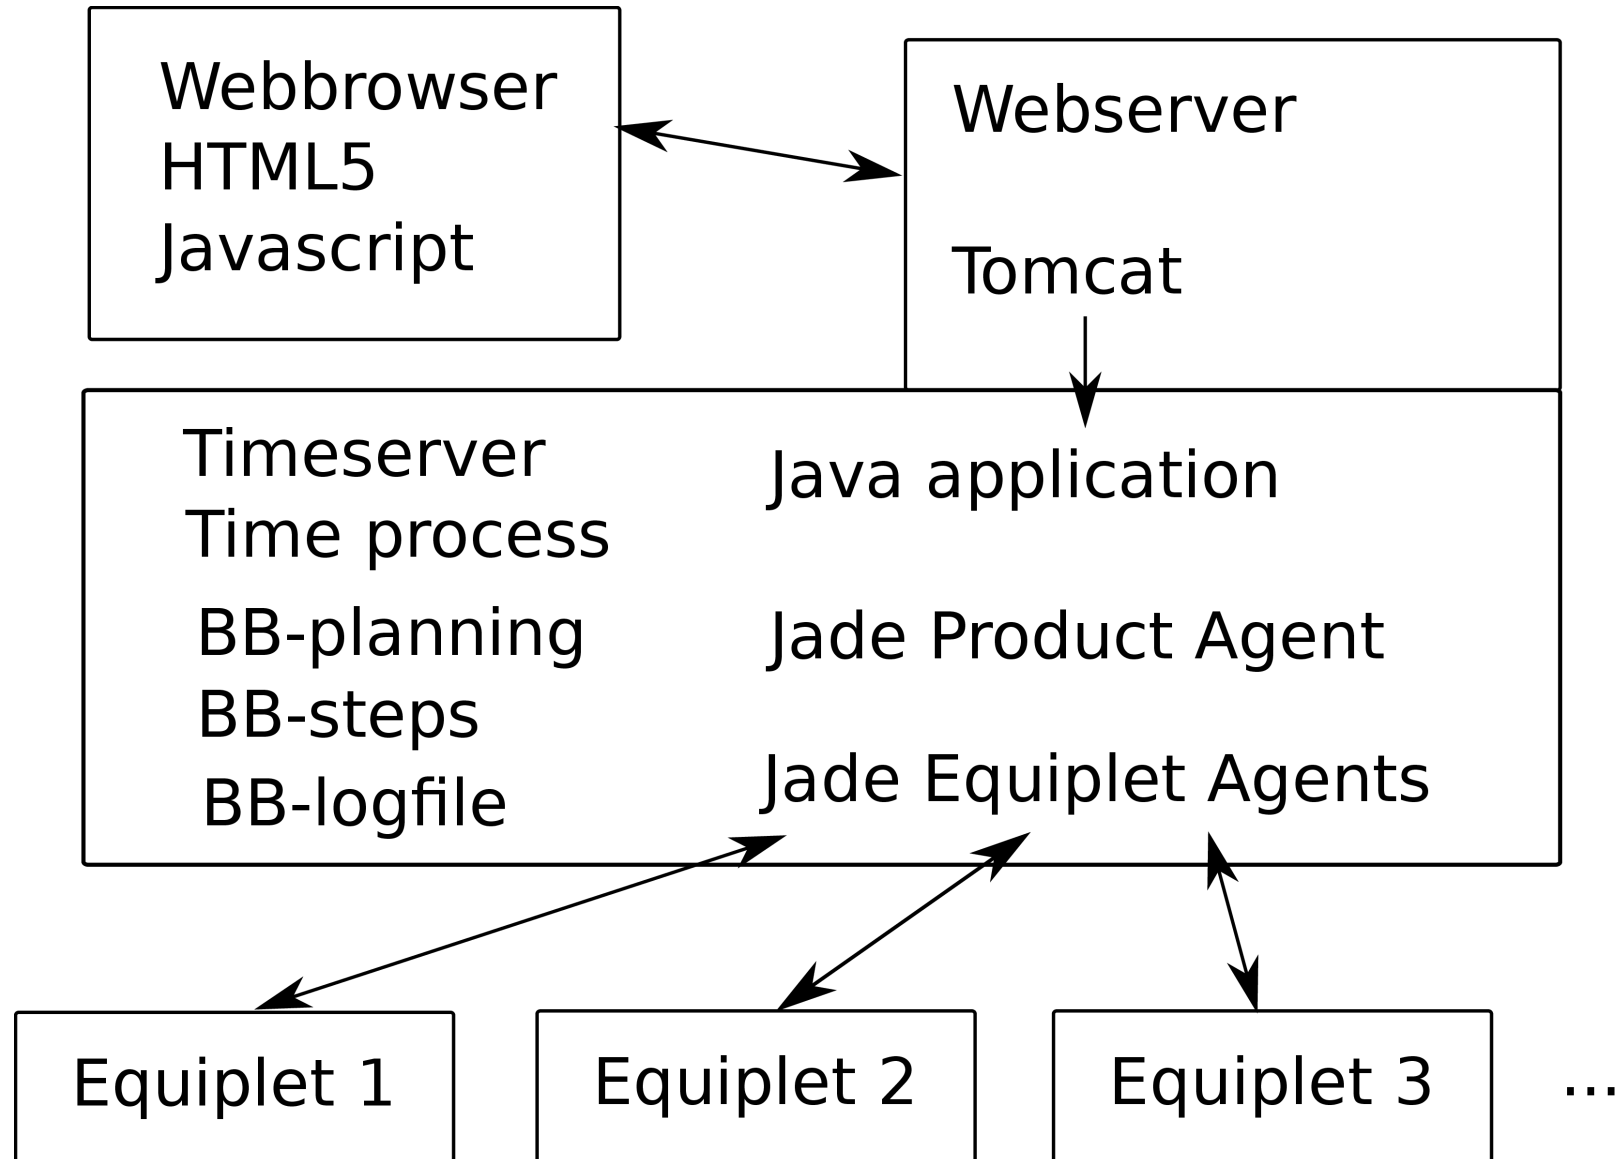 Webbrowser
HTML5
Javascript
Webserver
Tomcat
Timeserver
Time process
BB-planning
BB-steps
BB-logfile
Java application
Jade Product Agent
Jade Equiplet Agents
Equiplet 1
Equiplet 2
Equiplet 3
...